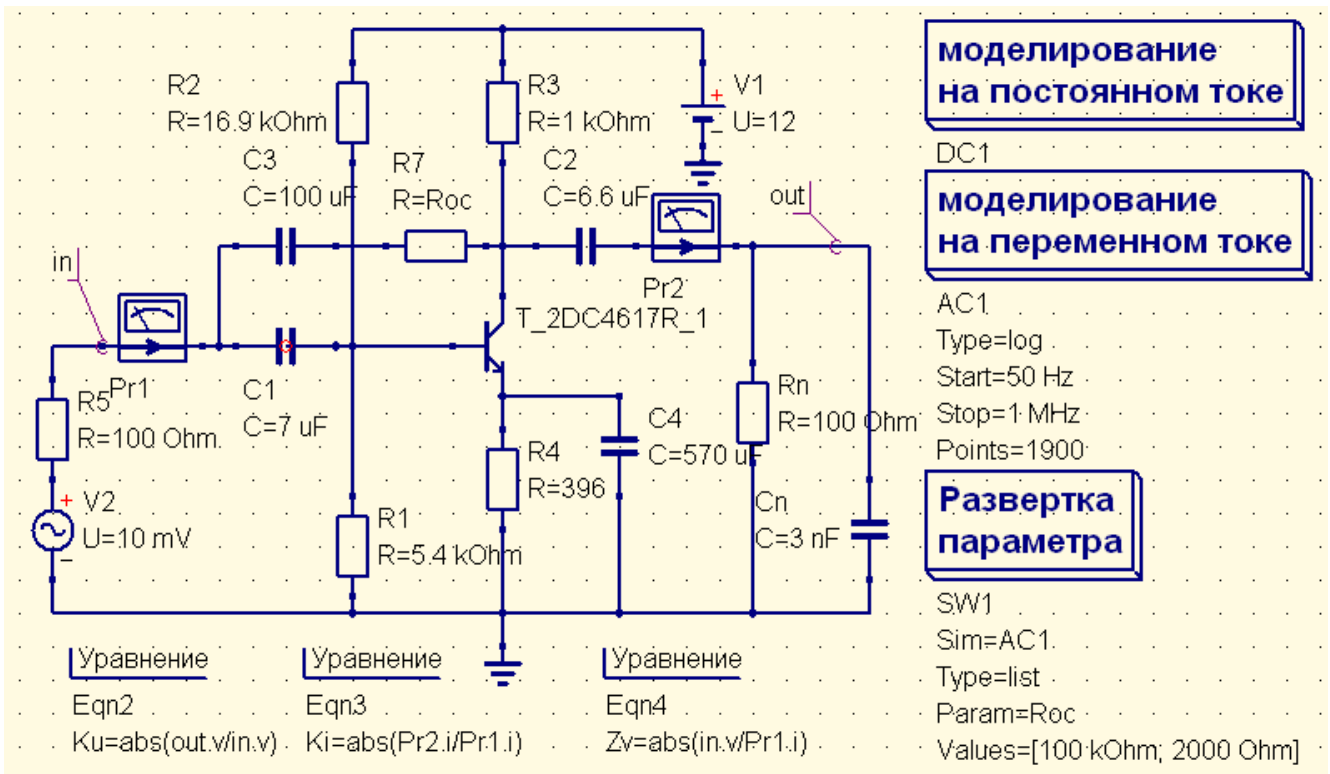 R2
R=16.9 kOhm
R3
R=1 kOhm
+ V1
_ U=12
C3
C=100 uF
R7
R=Roc
C2
C=6.6 uF
out
in
Pr1
Pr2
T_2DC4617R_1
C1
C=7 uF
R5
R=100 Ohm
+ V2
U=10 mV
_
R4
R=396
C4
C=570 uF
Rn
R=100 Ohm
R1
R=5.4 kOhm
Cn
C=3 nF
Уравнение
Eqn2
Ku=abs(out.v/in.v)
Уравнение
Eqn3
Ki=abs(Pr2.i/Pr1.i)
Уравнение
Eqn4
Zv=abs(in.v/Pr1.i)
моделирование
на постоянном токе
DC1
моделирование
на переменном токе
AC1
Type=log
Start=50 Hz
Stop=1 MHz
Points=1900
Развертка
параметра
SW1
Sim=AC1
Type=list
Param=Roc
Values=[100 kOhm; 2000 Ohm]